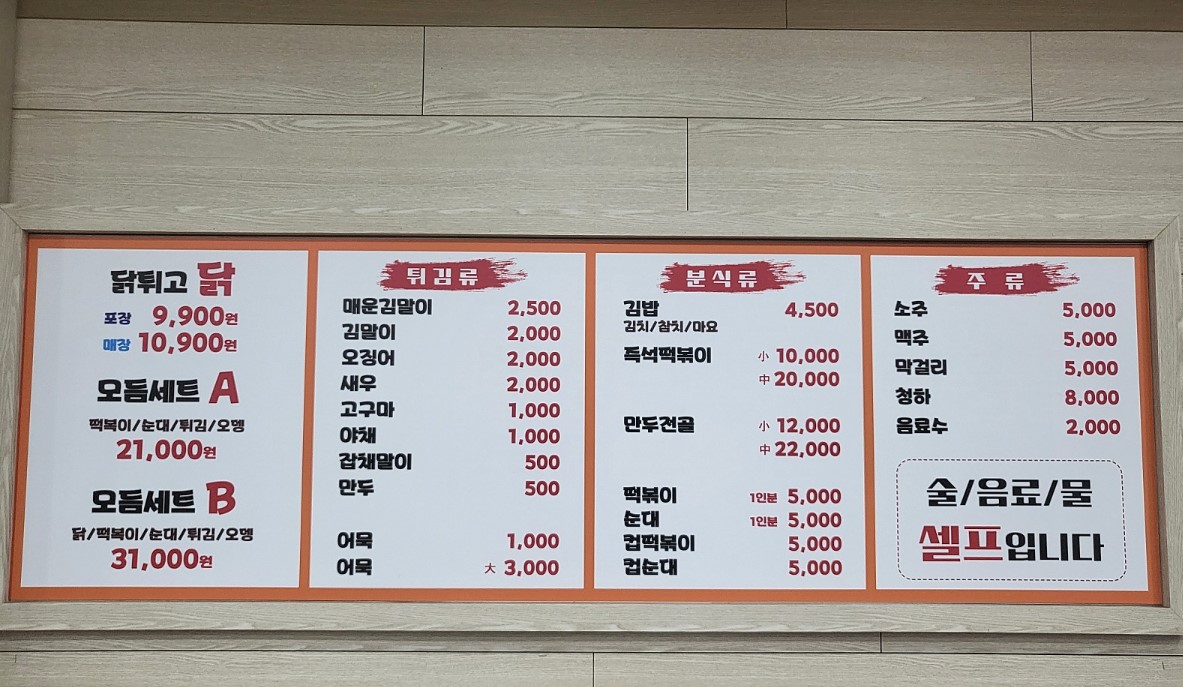 닭튀고 닭
포장 9,900원
매장 10,900원
모듬세트 A
떡볶이/순대/튀김/오뎅
21,000원
모듬세트 B
닭/떡볶이/순대/튀김/오뎅
31,000원
튀김류
매운김말이 2,500
김말이 2,000
오징어 2,000
새우 2,000
고구마 1,000
야채 1,000
잡채말이 500
만두 500
어묵 1,000
어묵 大 3,000
분식류
김밥 4,500
김치/참치/마요
즉석떡볶이 小 10,000
中 20,000
만두전골 小 12,000
中 22,000
떡볶이 1인분 5,000
순대 1인분 5,000
컵떡볶이 5,000
컵순대 5,000
주류
소주 5,000
맥주 5,000
막걸리 5,000
청하 8,000
음료수 2,000
술/음료/물
셀프입니다